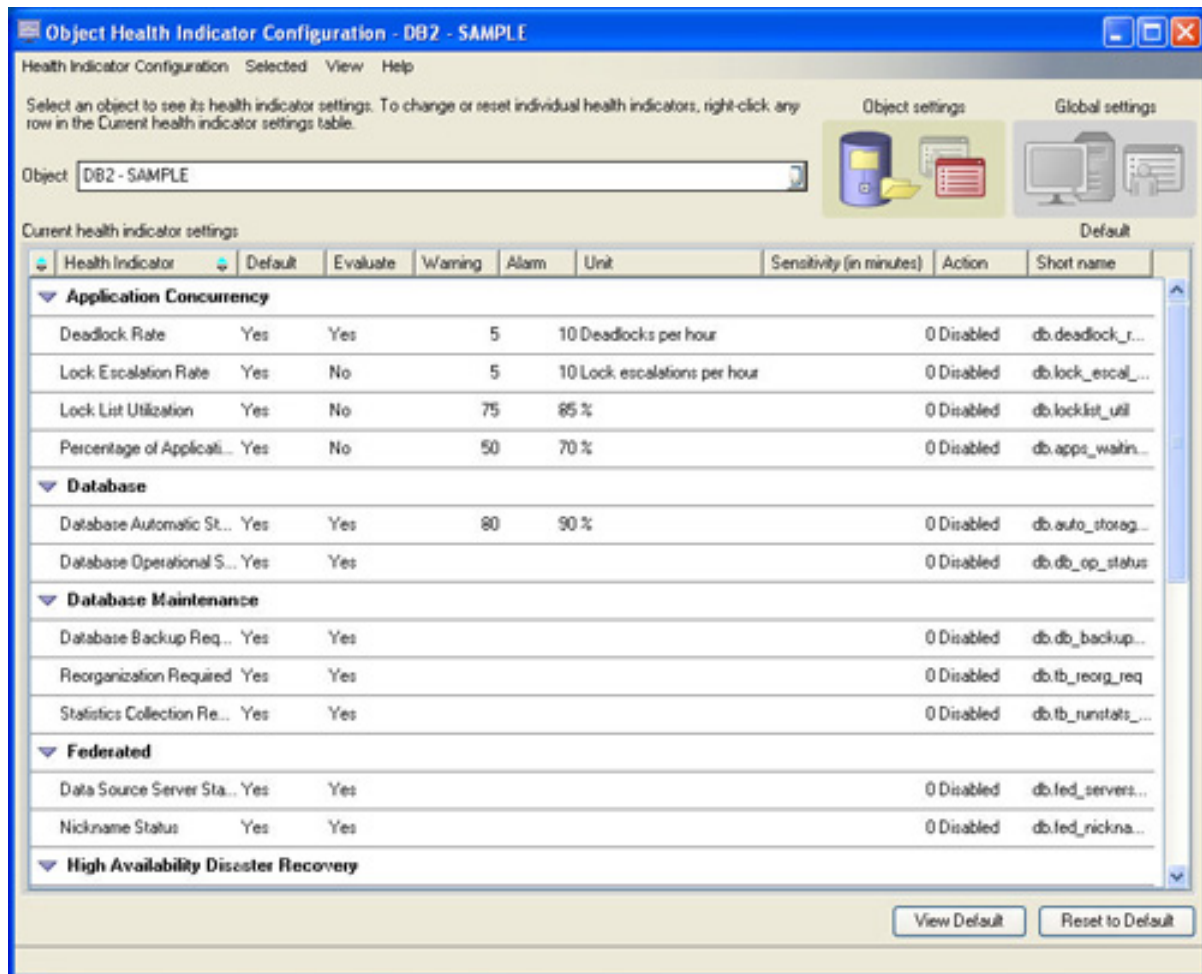 Object Health Indicator Configuration - DB2 - SAMPLE
Health Indicator Configuration Selected View Help
Select an object to see its health indicator settings. To change or reset individual health indicators, right-click any
row in the Current health indicator settings table.
Object settings
Global settings
Object DB2 - SAMPLE
Current health indicator settings
Default
Health Indicator Default Evaluate Warning Alarm Unit Sensitivity (in minutes) Action Short name
Application Concurrency
Deadlock Rate Yes Yes 5 10 Deadlocks per hour 0 Disabled db.deadlock_r...
Lock Escalation Rate Yes No 5 10 Lock escalations per hour 0 Disabled db.lock_escal_...
Lock List Utilization Yes No 75 85 % 0 Disabled db.locklist_util
Percentage of Applicati... Yes No 50 70 % 0 Disabled db.apps_waitin...
Database
Database Automatic St... Yes Yes 80 90 % 0 Disabled db.auto_storag...
Database Operational S... Yes Yes 0 Disabled db.db_op_status
Database Maintenance
Database Backup Req... Yes Yes 0 Disabled db.db_backup...
Reorganization Required Yes Yes 0 Disabled db.tb_reorg_req
Statistics Collection Re... Yes Yes 0 Disabled db.tb_runstats_...
Federated
Data Source Server Sta... Yes Yes 0 Disabled db.fed_servers...
Nickname Status Yes Yes 0 Disabled db.fed_nickna...
High Availability Disaster Recovery
View Default Reset to Default